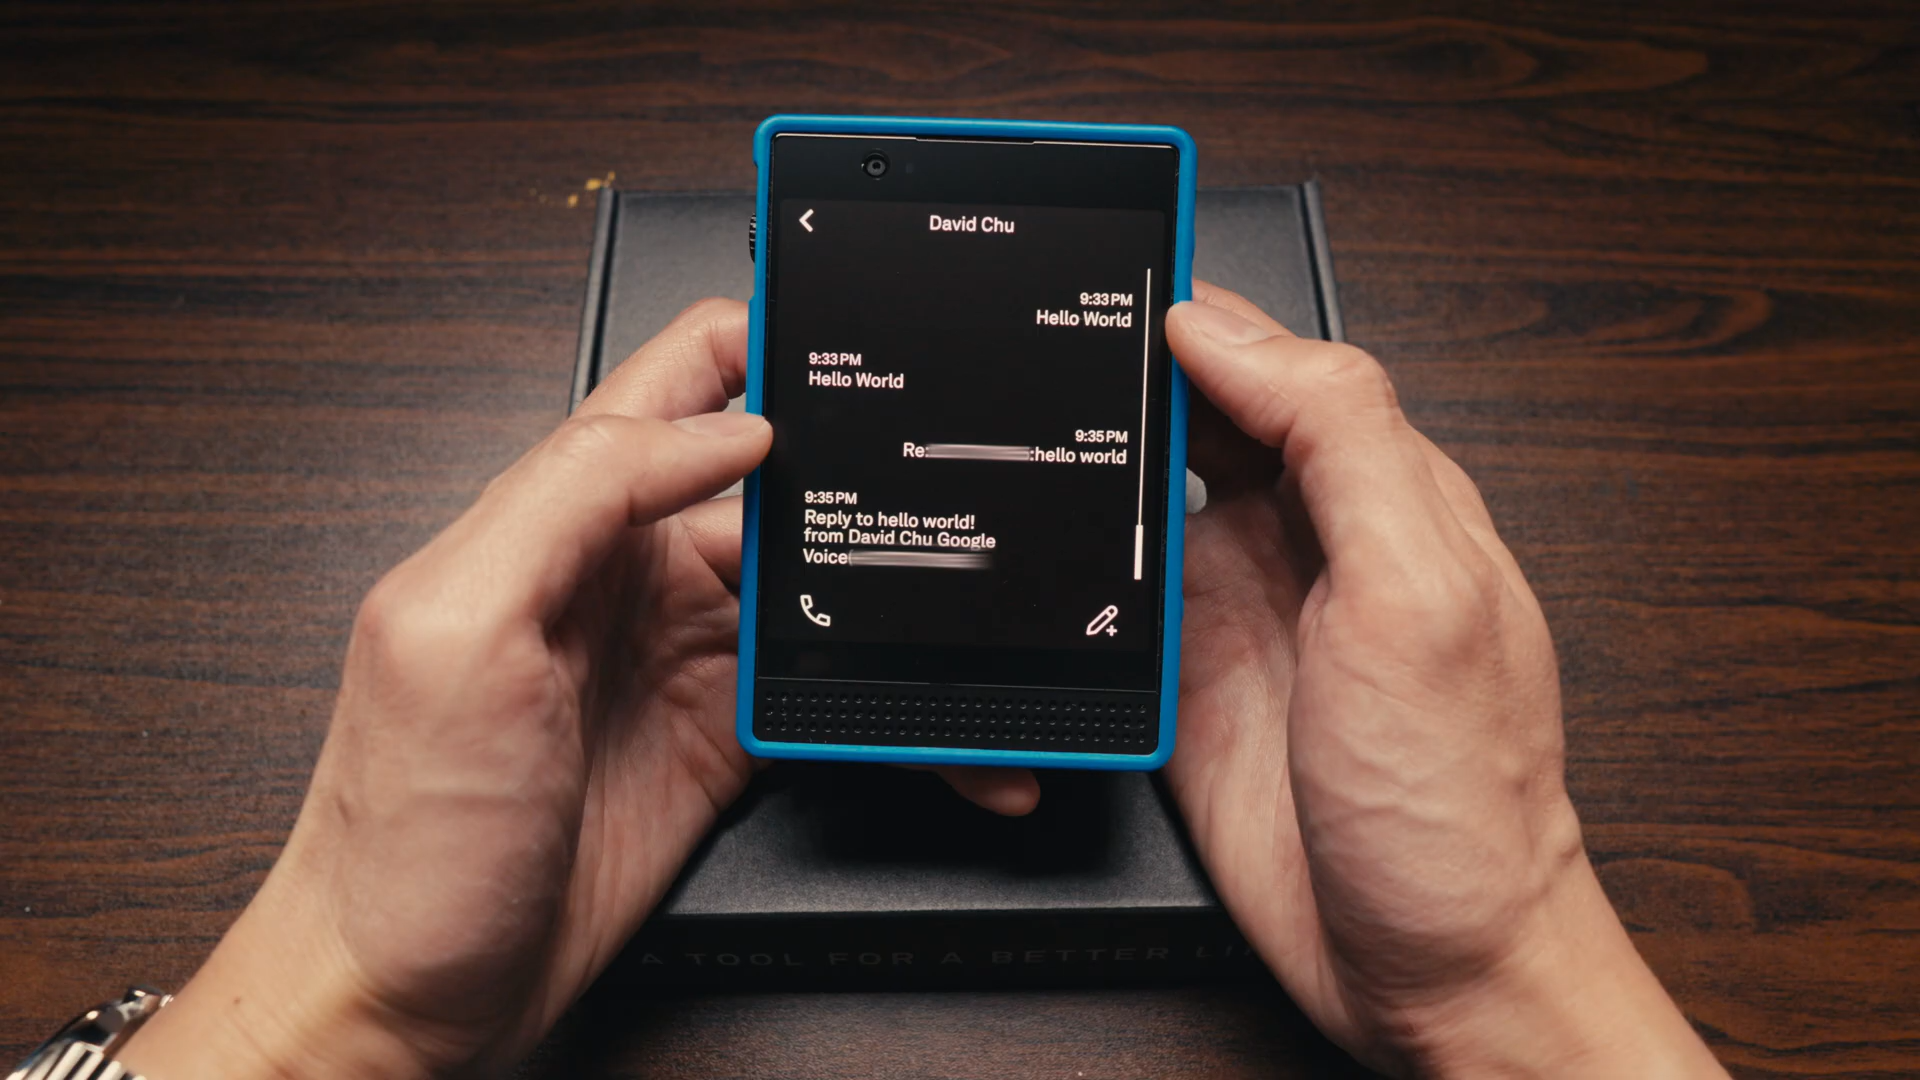 David Chu
9:33 PM
Hello World
9:33 PM
Hello World
9:35 PM
Re: :hello world
9:35 PM
Reply to hello world!
from David Chu Google
Voice
A TOOL FOR A BETTER